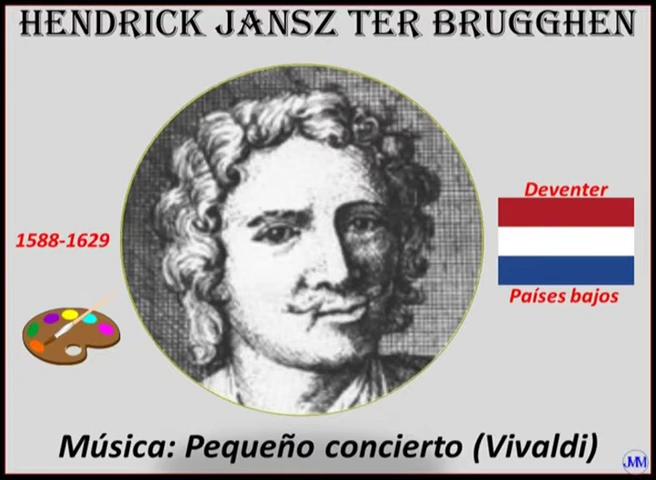 HENDRICK JANSZ TER BRUGGHEN
Deventer
1588-1629
Países bajos
Música: Pequeño concierto (Vivaldi)
JMM